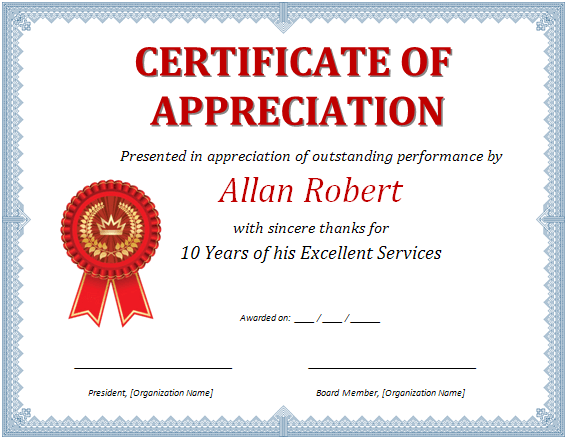 CERTIFICATE OF
APPRECIATION
Presented in appreciation of outstanding performance by
Allan Robert
with sincere thanks for
10 Years of his Excellent Services
Awarded on: ____ / ____ / ______
President, [Organization Name] Board Member, [Organization Name]